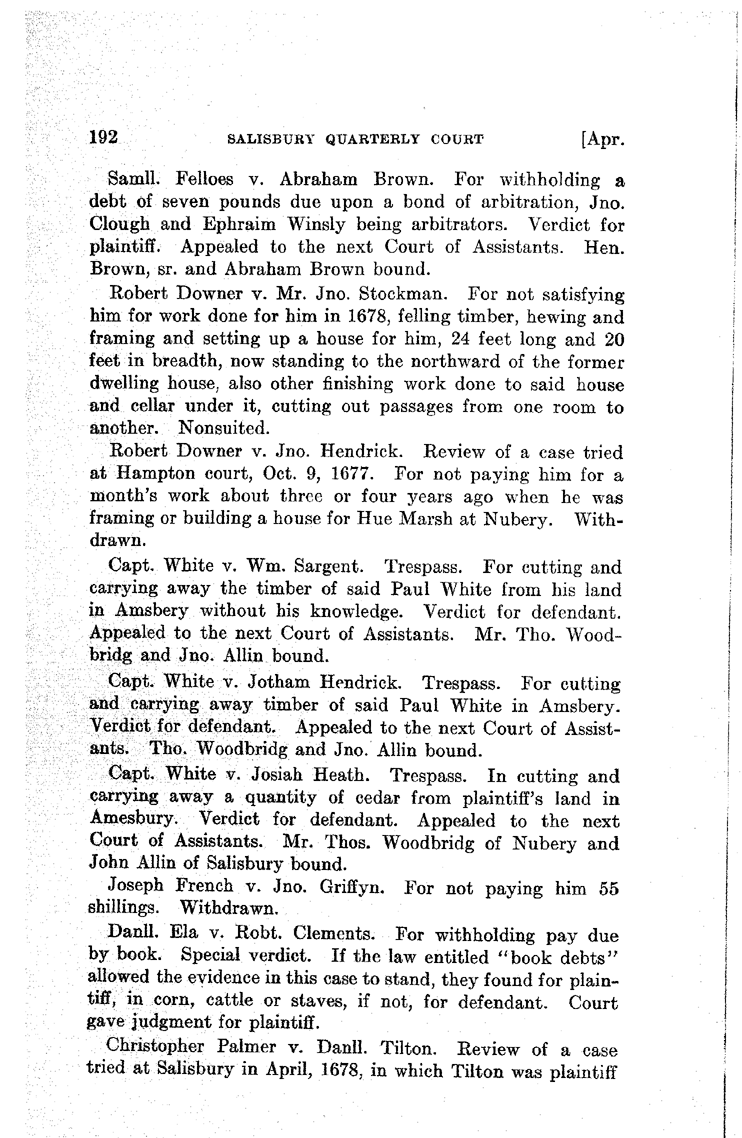 192 SALISBURY QUARTERLY COURT [Apr.
Samll. Felloes v. Abraham Brown. For withholding a
debt of seven pounds due upon a bond of arbitration, Jno.
Clough and Ephraim Winsly being arbitrators. Verdict for
plaintiff. Appealed to the next Court of Assistants. Hen.
Brown, sr. and Abraham Brown bound.
Robert Downer v. Mr. Jno. Stockman. For not satisfying
him for work done for him in 1678, felling timber, hewing and
framing and setting up a house for him, 24 feet long and 20
feet in breadth, now standing to the northward of the former
dwelling house, also other finishing work done to said house
and cellar under it, cutting out passages from one room to
another. Nonsuited.
Robert Downer v. Jno. Hendrick. Review of a case tried
at Hampton court, Oct. 9, 1677. For not paying him for a
month's work about three or four years ago when he was
framing or building a house for Hue Marsh at Nubery. With-
drawn.
Capt. White v. Wm. Sargent. Trespass. For cutting and
carrying away the timber of said Paul White from his land
in Amsbery without his knowledge. Verdict for defendant.
Appealed to the next Court of Assistants. Mr. Tho. Wood-
bridg and Jno. Allin bound.
Capt. White v. Jotham Hendrick. Trespass. For cutting
and carrying away timber of said Paul White in Amsbery.
Verdict for defendant. Appealed to the next Court of Assist-
ants. Tho. Woodbridg and Jno. Allin bound.
Capt. White v. Josiah Heath. Trespass. In cutting and
carrying away a quantity of cedar from plaintiff's land in
Amesbury. Verdict for defendant. Appealed to the next
Court of Assistants. Mr. Thos. Woodbridg of Nubery and
John Allin of Salisbury bound.
Joseph French v. Jno. Griffyn. For not paying him 55
shillings. Withdrawn.
Danll. Ela v. Robt. Clements. For withholding pay due
by book. Special verdict. If the law entitled "book debts"
allowed the evidence in this case to stand, they found for plain-
tiff, in corn, cattle or staves, if not, for defendant. Court
gave judgment for plaintiff.
Christopher Palmer v. Danll. Tilton. Review of a case
tried at Salisbury in April, 1678, in which Tilton was plaintiff